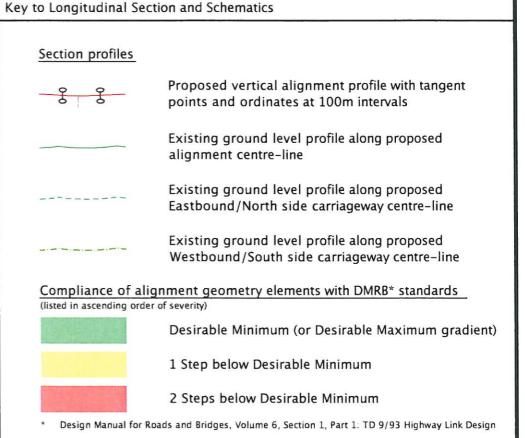 Key to Longitudinal Section and Schematics
Section profiles
Proposed vertical alignment profile with tangent
points and ordinates at 100m intervals
Existing ground level profile along proposed
alignment centre-line
Existing ground level profile along proposed
Eastbound/North side carriageway centre-line
Existing ground level profile along proposed
Westbound/South side carriageway centre-line
Compliance of alignment geometry elements with DMRB* standards
(listed in ascending order of severity)
Desirable Minimum (or Desirable Maximum gradient)
1 Step below Desirable Minimum
2 Steps below Desirable Minimum
* Design Manual for Roads and Bridges, Volume 6, Section 1, Part 1. TD 9/93 Highway Link Design